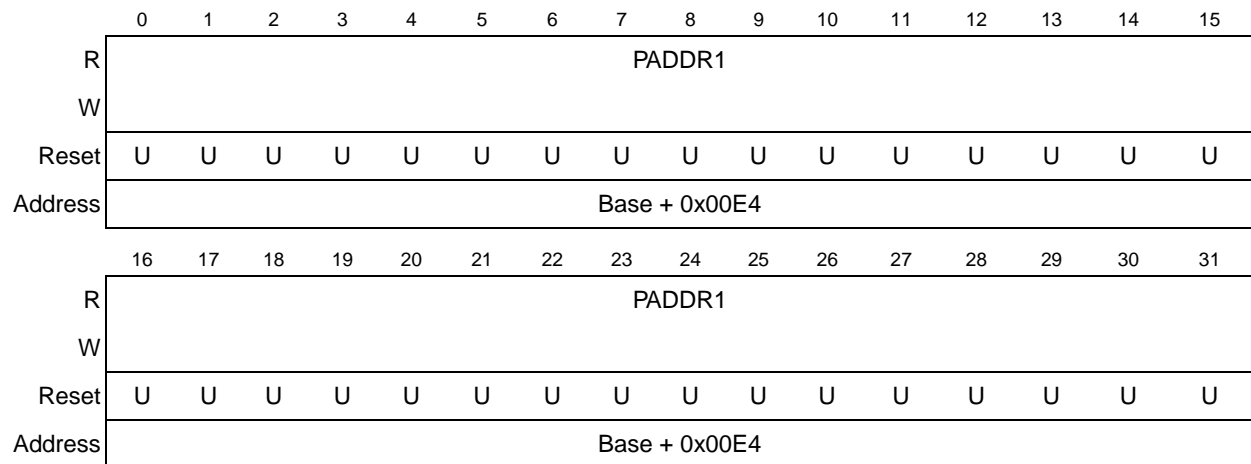 0 1 2 3 4 5 6 7 8 9 10 11 12 13 14 15
R PADDR1
W
Reset U U U U U U U U U U U U U U U U
Address Base + 0x00E4
16 17 18 19 20 21 22 23 24 25 26 27 28 29 30 31
R PADDR1
W
Reset U U U U U U U U U U U U U U U U
Address Base + 0x00E4